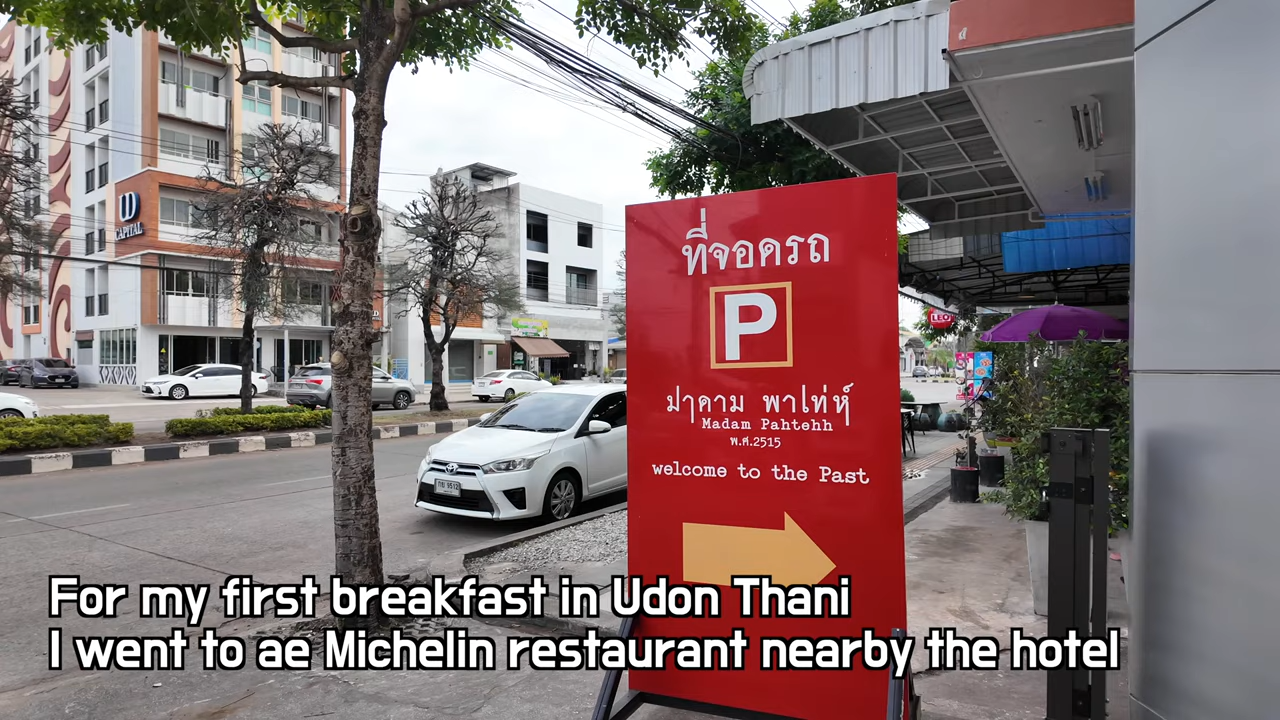 UD
CAPITAL
LEO
ที่จอดรถ
P
มาดาม พาเท่ห์
Madam Pahtehh
พ.ศ.2515
welcome to the Past
For my first breakfast in Udon Thani
I went to ae Michelin restaurant nearby the hotel